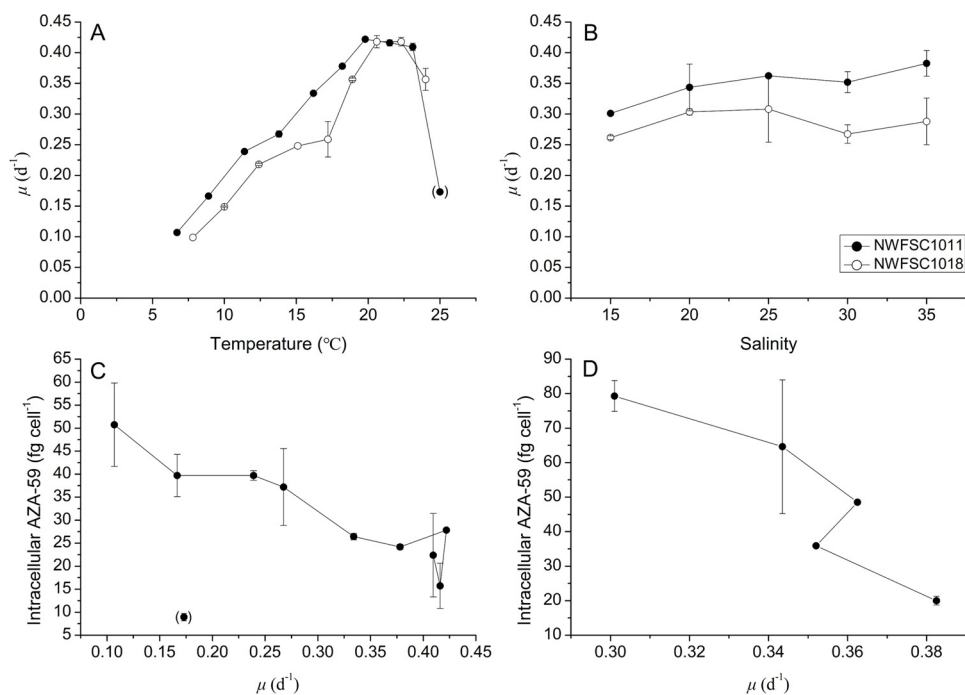 A
0.45
0.40
0.35
0.30
0.25
0.20
0.15
0.10
0.05
0.00
μ (d⁻¹)
( )
0 5 10 15 20 25
Temperature (°C)
B
0.45
0.40
0.35
0.30
0.25
0.20
0.15
0.10
0.05
0.00
μ (d⁻¹)
NWFSC1011
NWFSC1018
15 20 25 30 35
Salinity
C
65
60
55
50
45
40
35
30
25
20
15
10
5
Intracellular AZA-59 (fg cell⁻¹)
( )
0.10 0.15 0.20 0.25 0.30 0.35 0.40 0.45
μ (d⁻¹)
D
90
80
70
60
50
40
30
20
10
Intracellular AZA-59 (fg cell⁻¹)
0.30 0.32 0.34 0.36 0.38
μ (d⁻¹)